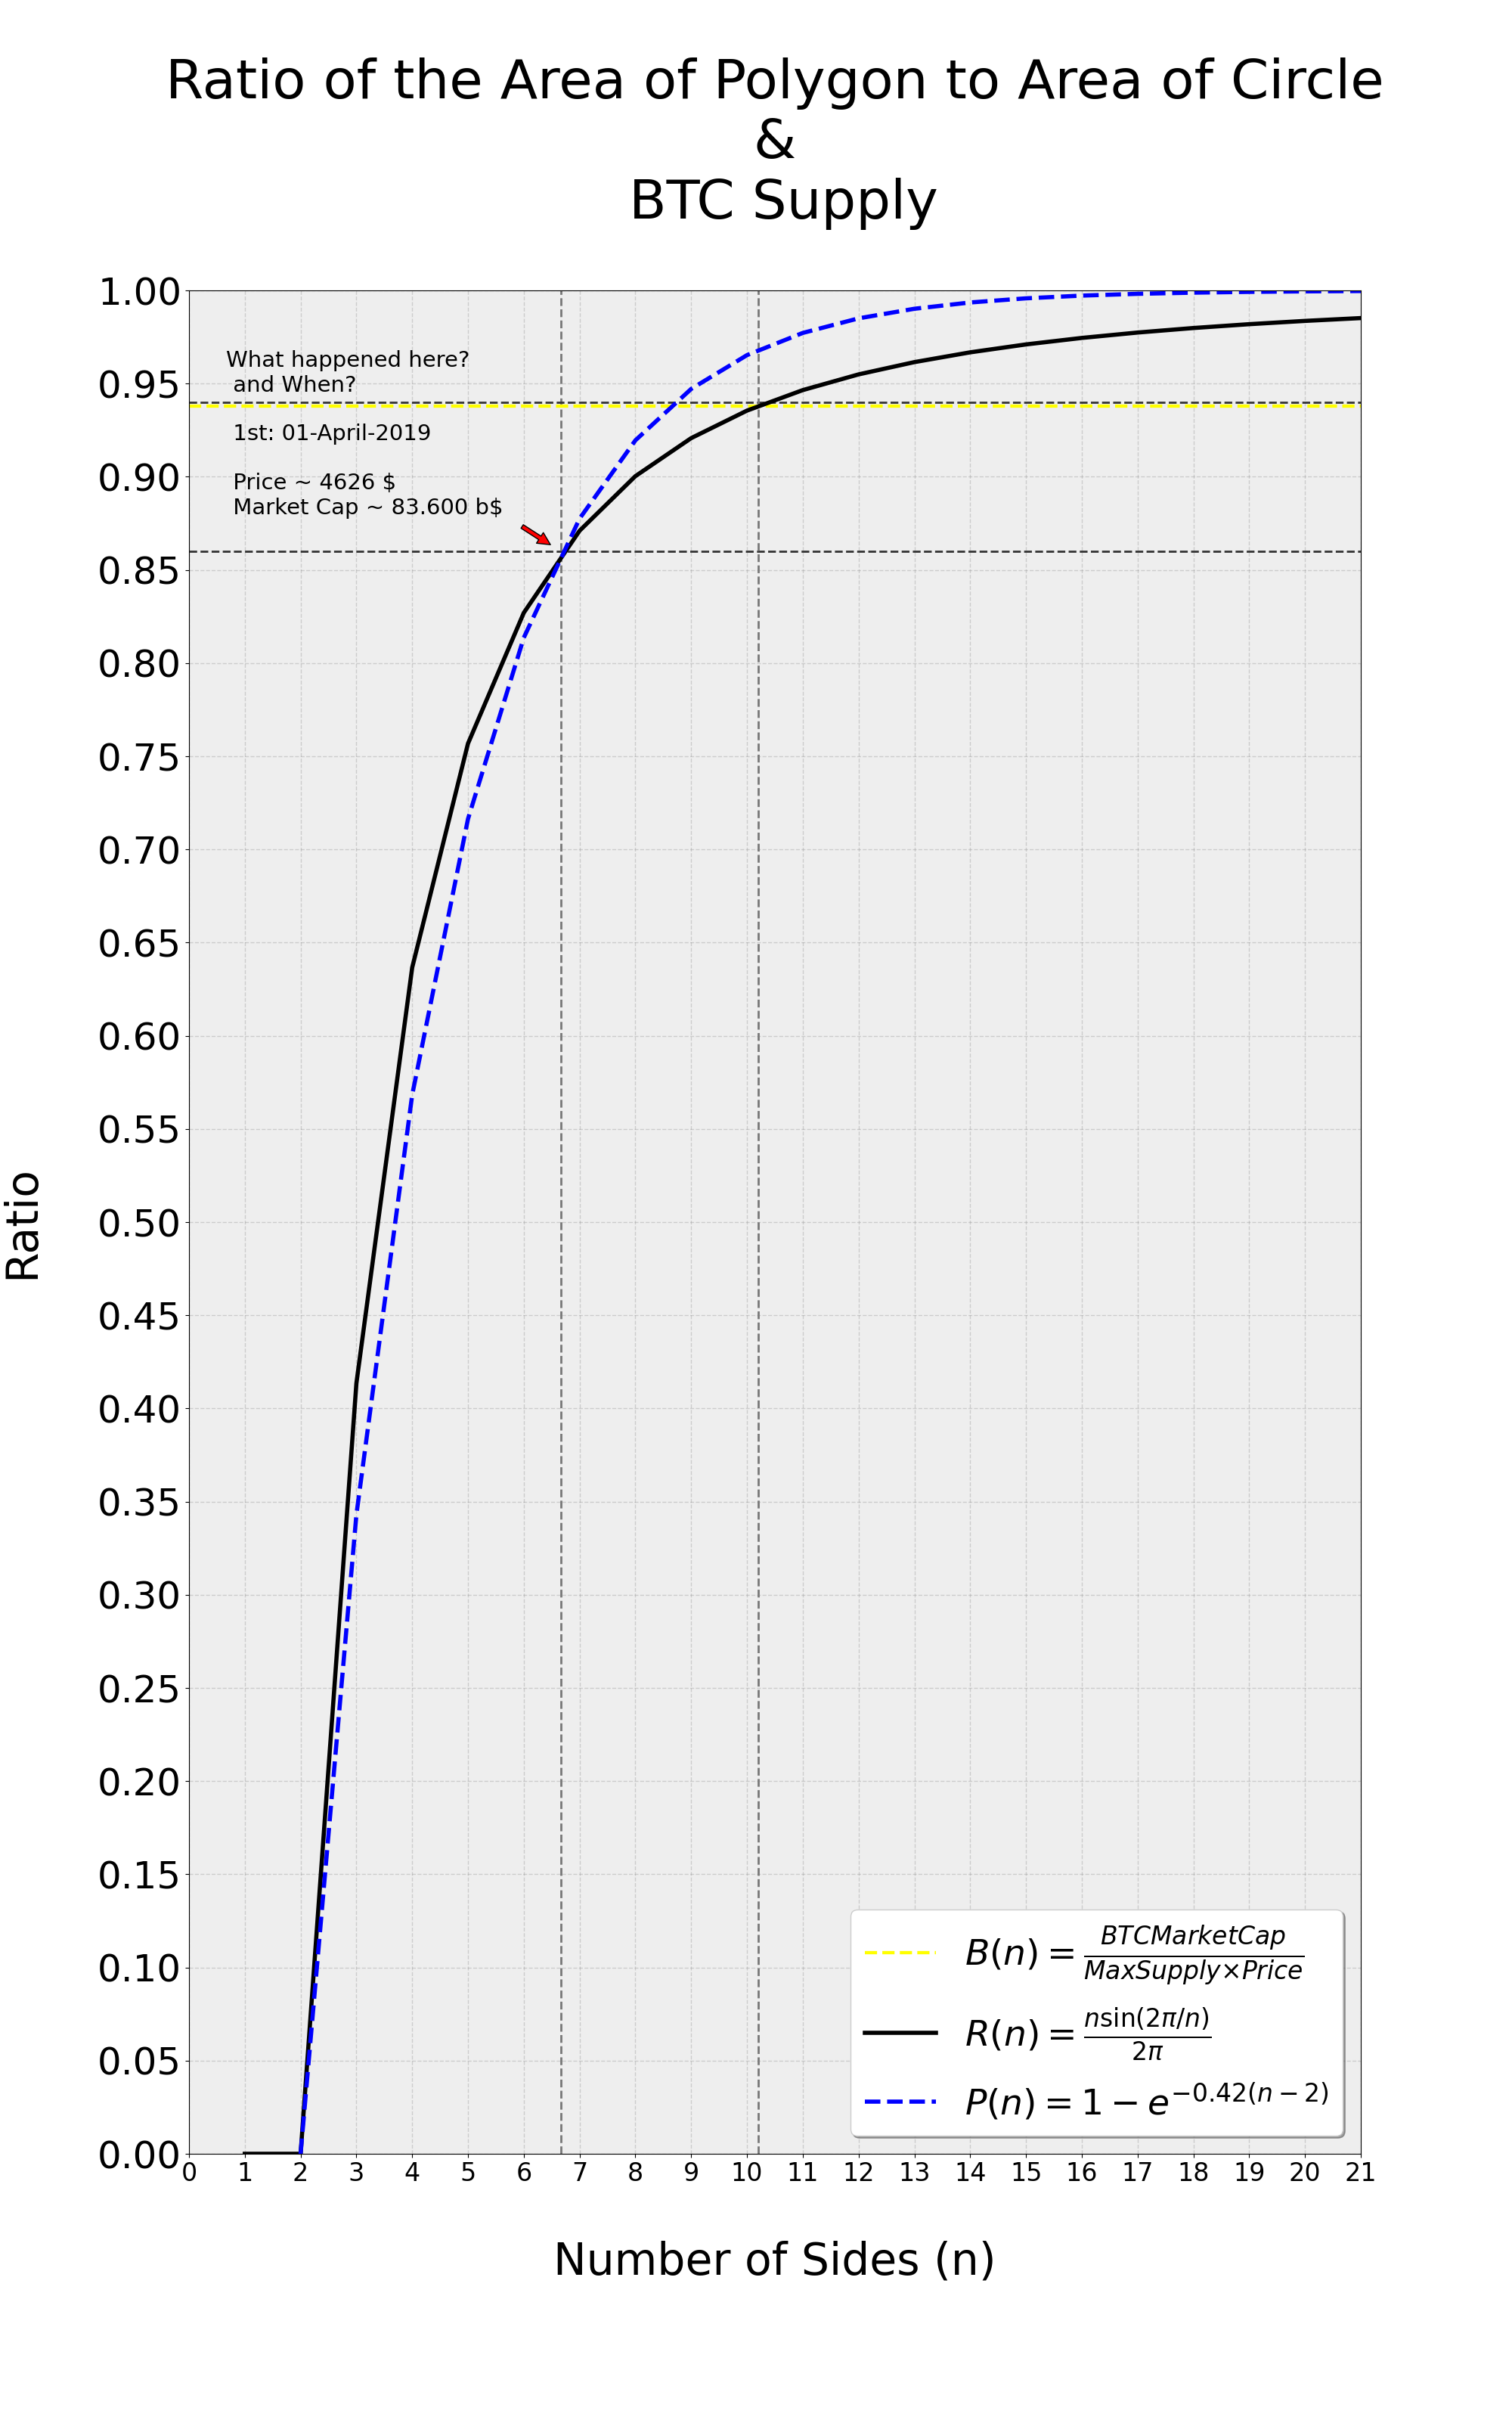 Ratio of the Area of Polygon to Area of Circle
&
BTC Supply
1.00
0.95
0.90
0.85
0.80
0.75
0.70
0.65
0.60
0.55
0.50
0.45
0.40
0.35
0.30
0.25
0.20
0.15
0.10
0.05
0.00
Ratio
What happened here?
and When?
1st: 01-April-2019
Price ~ 4626 $
Market Cap ~ 83.600 b$
B(n) = BTCMarketCap / MaxSupply×Price
R(n) = nsin(2π/n) / 2π
P(n) = 1 − e^−0.42(n − 2)
0 1 2 3 4 5 6 7 8 9 10 11 12 13 14 15 16 17 18 19 20 21
Number of Sides (n)